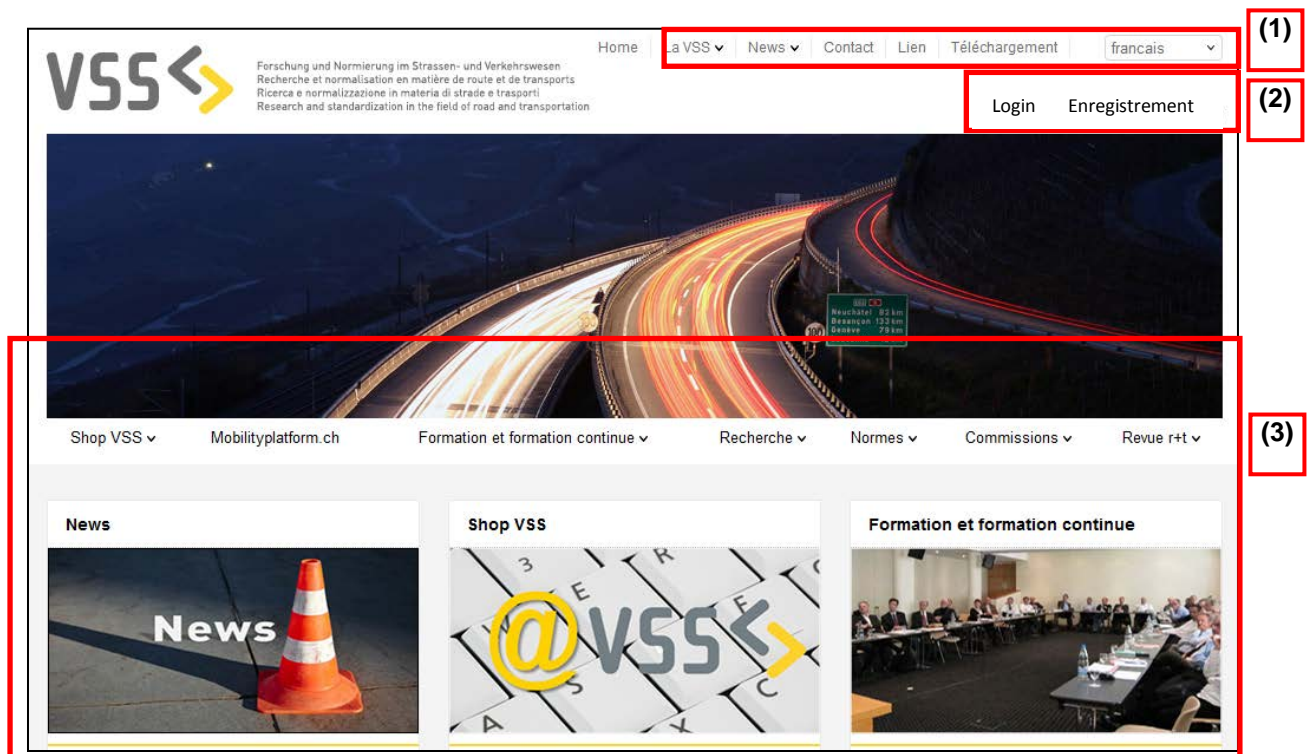 (1)
Home La VSS News Contact Lien Téléchargement francais
VSS
Forschung und Normierung im Strassen- und Verkehrswesen
Recherche et normalisation en matière de route et de transports
Ricerca e normalizzazione in materia di strade e trasporti
Research and standardization in the field of road and transportation
Login Enregistrement
(2)
Neuchâtel 82 km
Besançon 133 km
Genève 79 km
100
Shop VSS Mobilityplatform.ch Formation et formation continue Recherche Normes Commissions Revue r+t
(3)
News Shop VSS Formation et formation continue
News
3 E R
@VSS
W E
A S X C